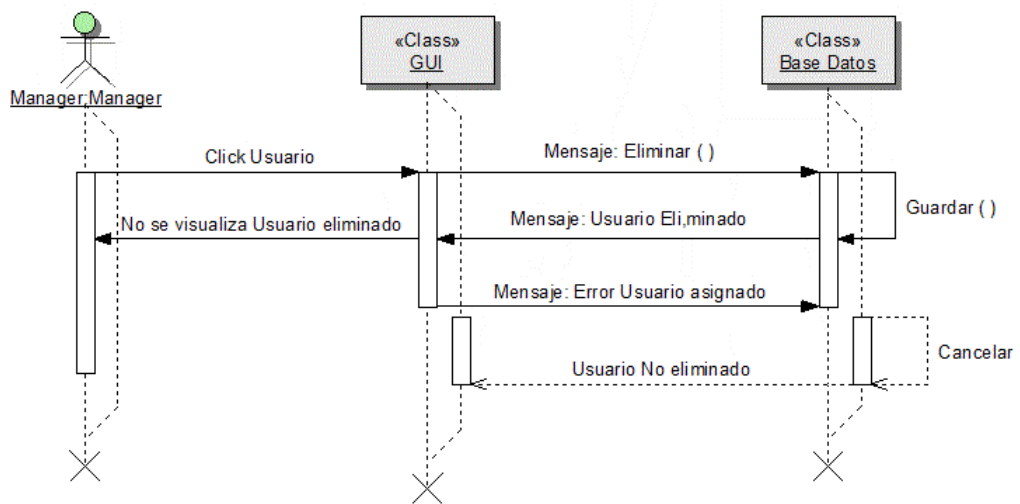 «Class»
GUI
«Class»
Base Datos
Manager:Manager
Click Usuario
Mensaje: Eliminar ( )
Guardar ( )
No se visualiza Usuario eliminado
Mensaje: Usuario Eli,minado
Mensaje: Error Usuario asignado
Cancelar
Usuario No eliminado